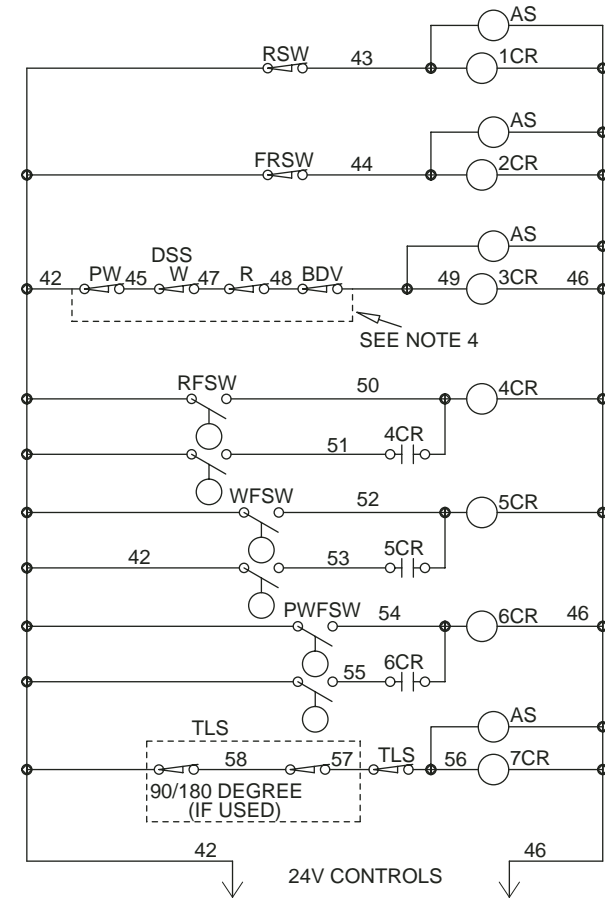 AS
RSW 43 1CR
AS
FRSW 44 2CR
AS
DSS
42 PW 45 W 47 R 48 BDV 49 3CR 46
SEE NOTE 4
RFSW 50 4CR
51 4CR
WFSW 52 5CR
42 53 5CR
PWFSW 54 6CR 46
55 6CR
TLS AS
58 57 TLS 56 7CR
90/180 DEGREE
(IF USED)
42 24V CONTROLS 46